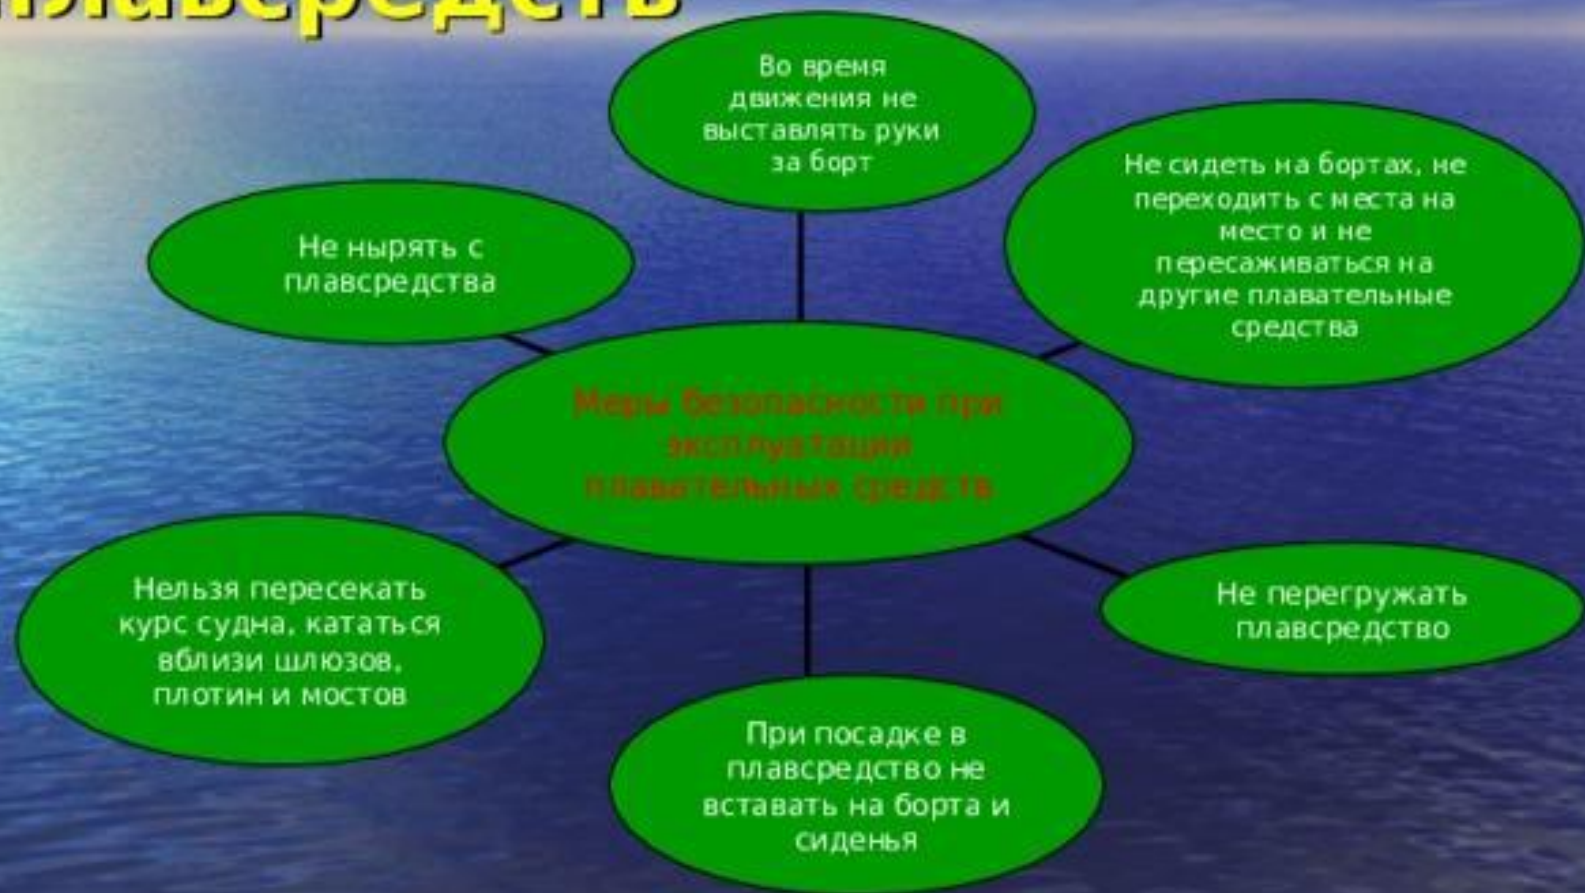 плавсредств
Во время
движения не
выставлять руки
за борт
Не сидеть на бортах, не
переходить с места на
место и не
пересаживаться на
другие плавательные
средства
Не нырять с
плавсредства
Меры безопасности при
эксплуатации
плавательных средств
Нельзя пересекать
курс судна, кататься
вблизи шлюзов,
плотин и мостов
Не перегружать
плавсредство
При посадке в
плавсредство не
вставать на борта и
сиденья